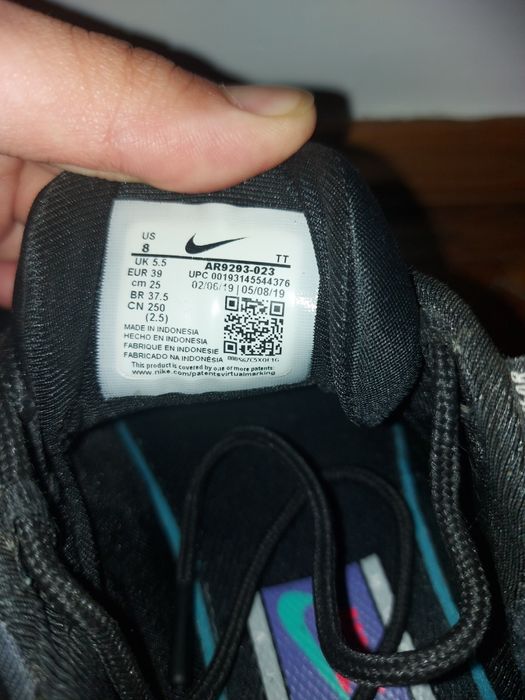 US
8
TT
UK 5.5
AR9293-023
EUR 39
UPC 00193145544376
cm 25
02/06/19 | 05/08/19
BR 37.5
CN 250
(2.5)
MADE IN INDONESIA
HECHO EN INDONESIA
FABRIQUE EN INDONESIE
FABRICADO NA INDONÉSIA
This product is covered by one of more patents:
www.nike.com/patentsvirtualmarking